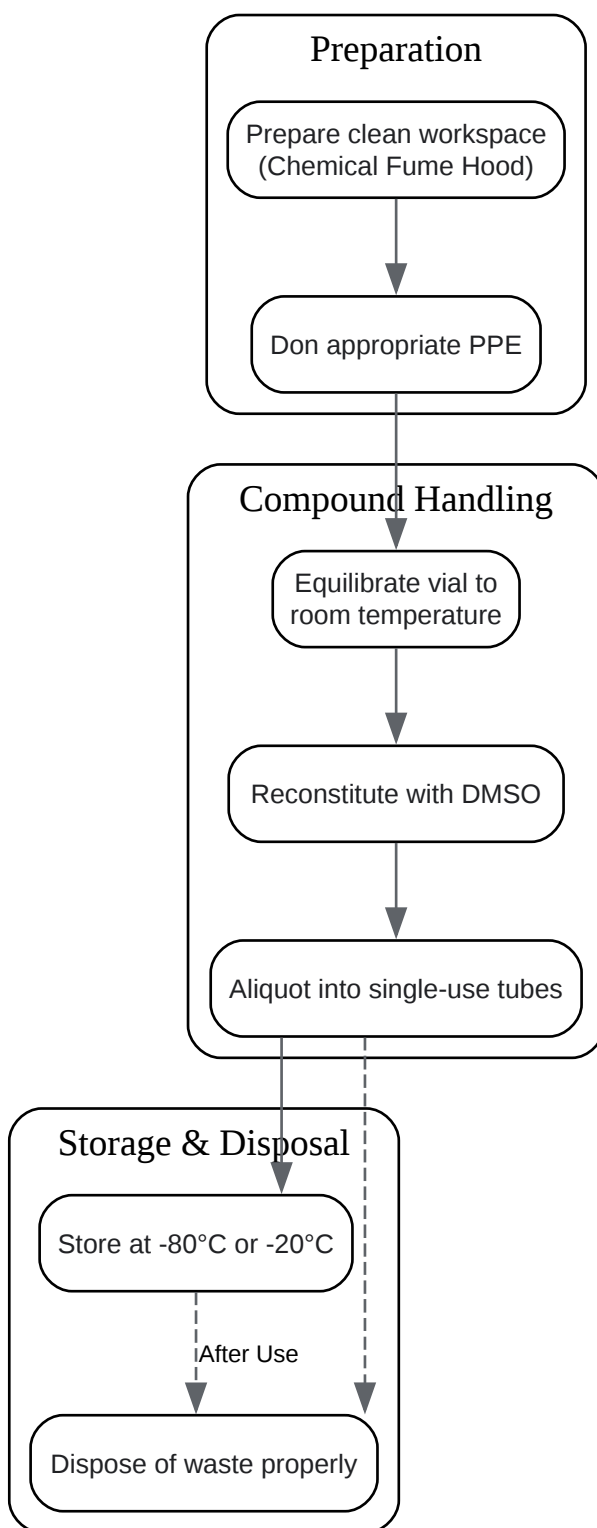 Preparation
Prepare clean workspace
(Chemical Fume Hood)
Don appropriate PPE
Compound Handling
Equilibrate vial to
room temperature
Reconstitute with DMSO
Aliquot into single-use tubes
Storage & Disposal
Store at -80°C or -20°C
After Use
Dispose of waste properly